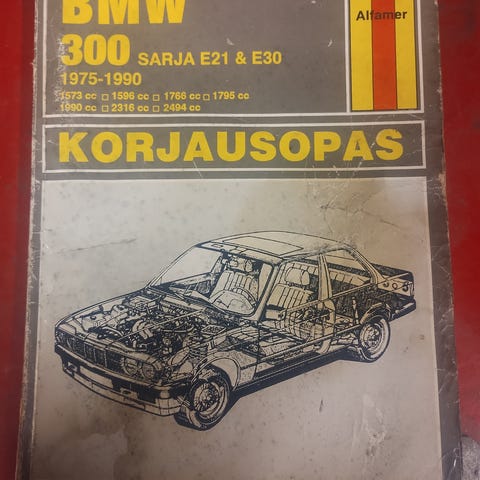 BMW
Alfamer
300 SARJA E21 & E30
1975-1990
1573 cc □ 1596 cc □ 1766 cc □ 1795 cc
1990 cc □ 2316 cc □ 2494 cc
KORJAUSOPAS